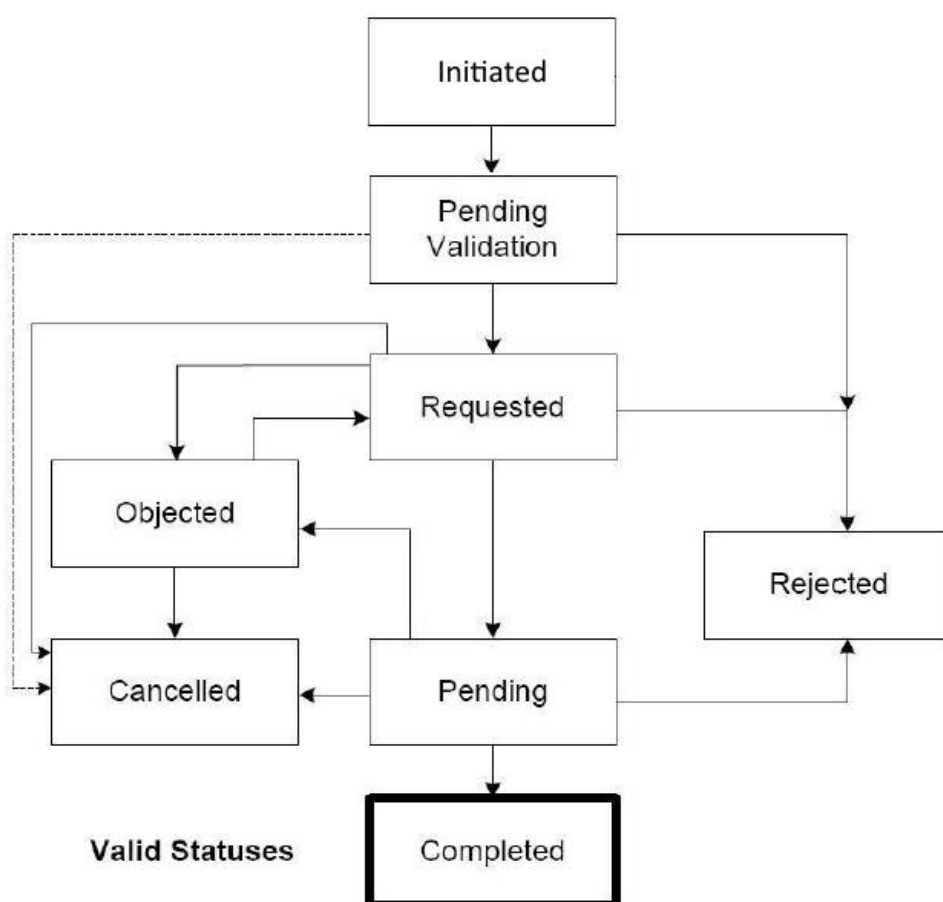 Initiated
Pending
Validation
Requested
Objected
Rejected
Cancelled
Pending
Valid Statuses
Completed